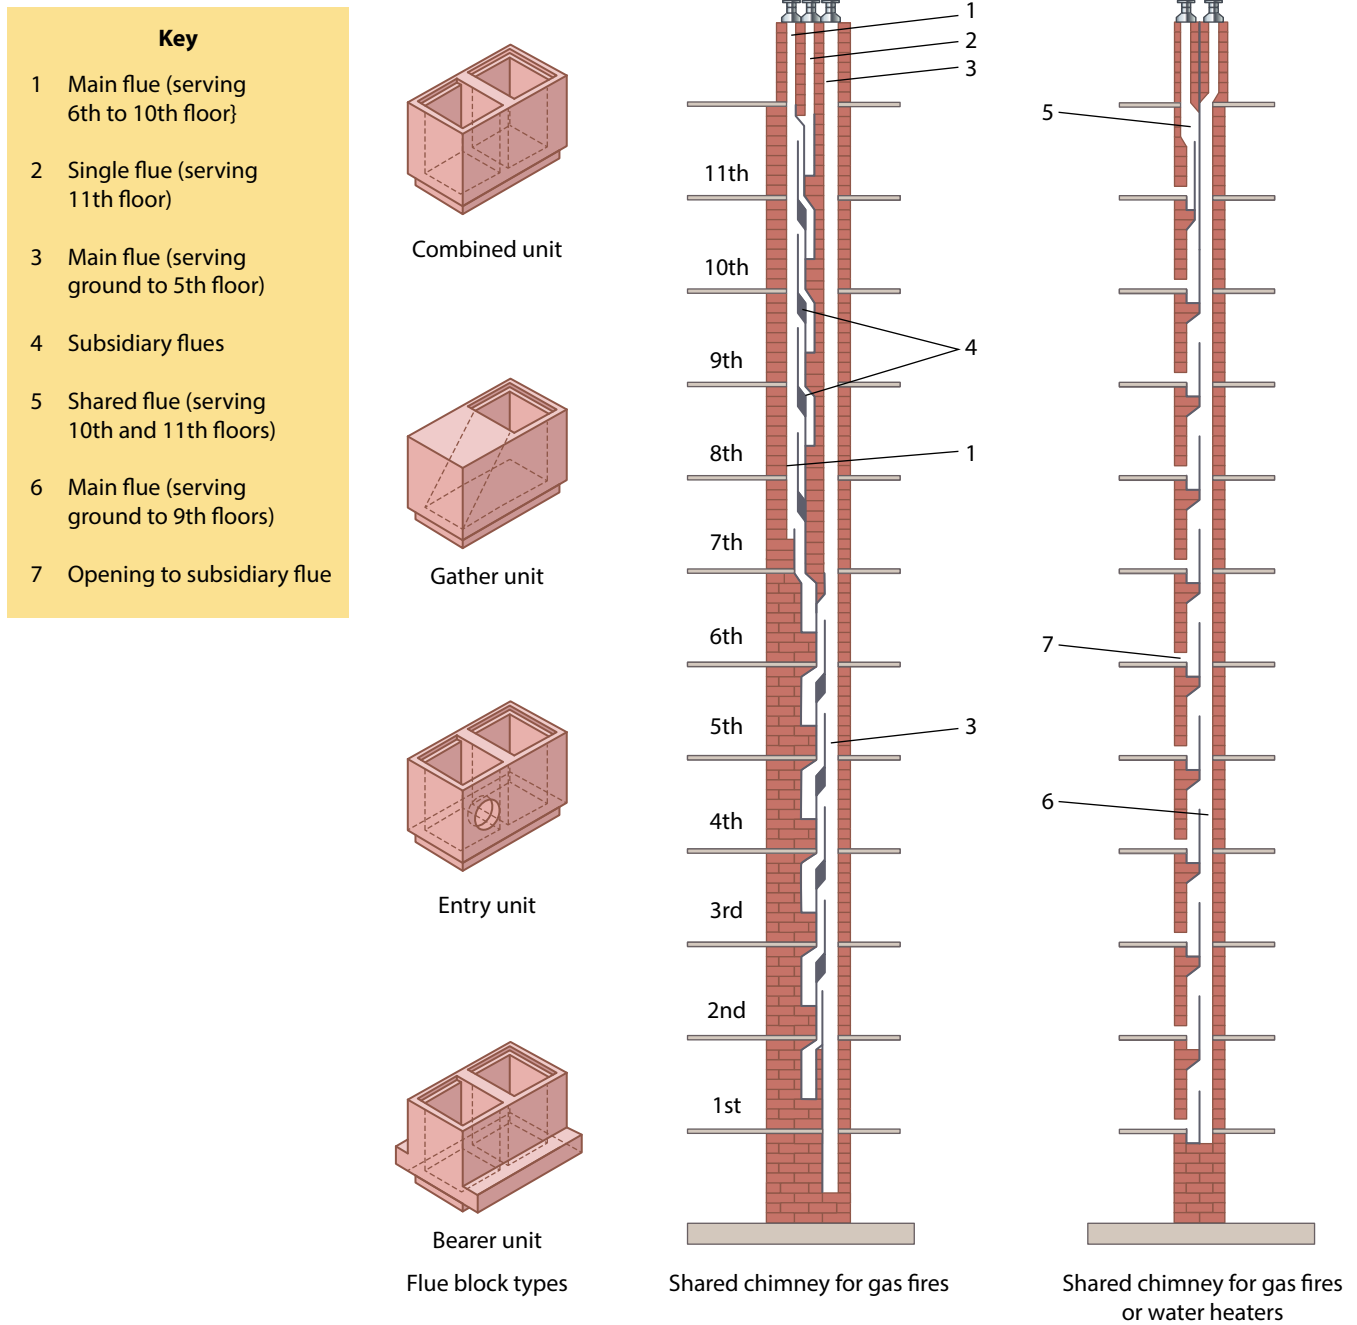 Key
1 Main flue (serving
6th to 10th floor}
2 Single flue (serving
11th floor)
3 Main flue (serving
ground to 5th floor)
4 Subsidiary flues
5 Shared flue (serving
10th and 11th floors)
6 Main flue (serving
ground to 9th floors)
7 Opening to subsidiary flue
Combined unit
Gather unit
Entry unit
Bearer unit
Flue block types
1
2
3
11th
10th
4
9th
8th
1
7th
6th
5th
3
4th
3rd
2nd
1st
Shared chimney for gas fires
5
7
6
Shared chimney for gas fires
or water heaters